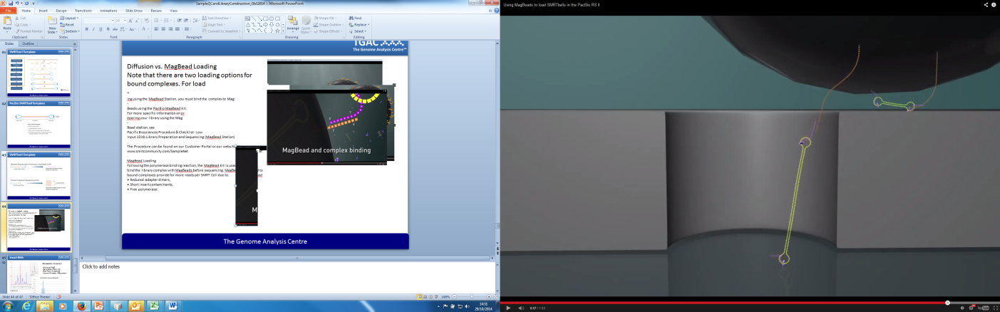 SampleQCandLibraryConstruction_0b52014 - Microsoft PowerPoint
File Home Insert Design Transitions Animations Slide Show Review View
Cut
Copy
Format Painter
Paste
Clipboard
New Slide
Layout
Reset
Section
Slides
Font
Text Direction
Align Text
Convert to SmartArt
Paragraph
Arrange
Quick Styles
Shape Fill
Shape Outline
Shape Effects
Drawing
Find
Replace
Select
Editing
Slides Outline
41
SMRTbell Template
42
PacBio SMRTbell Template
43
44
45
Small RNA
TGAC
The Genome Analysis Centre™
Diffusion vs. MagBead Loading
Note that there are two loading options for
bound complexes. For load
-
ing using the MagBead Station, you must bind the complex to Mag
-
Beads using the PacBio MagBead Kit.
For more specific information on pr
eparing your library using the Mag
-
Bead station, see
Pacific Biosciences Procedure & Checklist - Low
Input 10 kb Library Preparation and Sequencing (MagBead Station)
The Procedure can be found on our Customer Portal or our websit
www.smrtcommunity.com/SampleNet
MagBead Loading
Following the polymerase binding reaction, the MagBead Kit is used
bind the library complex with MagBeads before sequencing. MagBe
bound complexes provide for more reads per SMRT Cell due to:
• Reduced adapter dimers,
• Short insert contaminants,
• Free polymerase.
MagBead and complex binding
M
The Genome Analysis Centre
Click to add notes
Slide 44 of 47 "Office Theme" 100%
14:51
29/10/2014
Using MagBeads to load SMRTbells in the PacBio RS II
0:57 / 1:03
YouTube